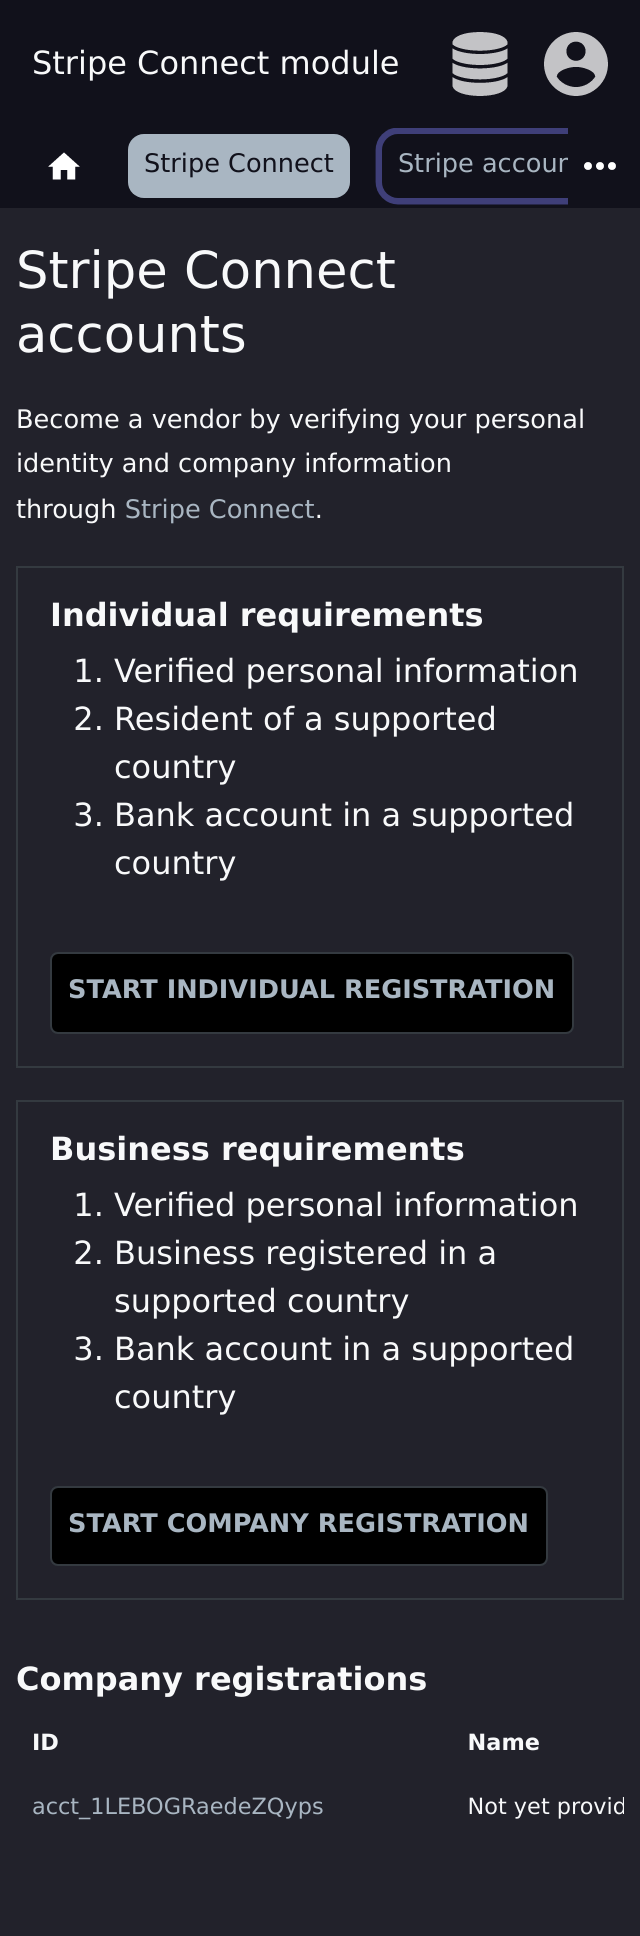 Stripe Connect module
Stripe Connect
Stripe accour
Stripe Connect
accounts
Become a vendor by verifying your personal
identity and company information
through Stripe Connect.
Individual requirements
1. Verified personal information
2. Resident of a supported
country
3. Bank account in a supported
country
START INDIVIDUAL REGISTRATION
Business requirements
1. Verified personal information
2. Business registered in a
supported country
3. Bank account in a supported
country
START COMPANY REGISTRATION
Company registrations
ID Name
acct_1LEBOGRaedeZQyps Not yet provid